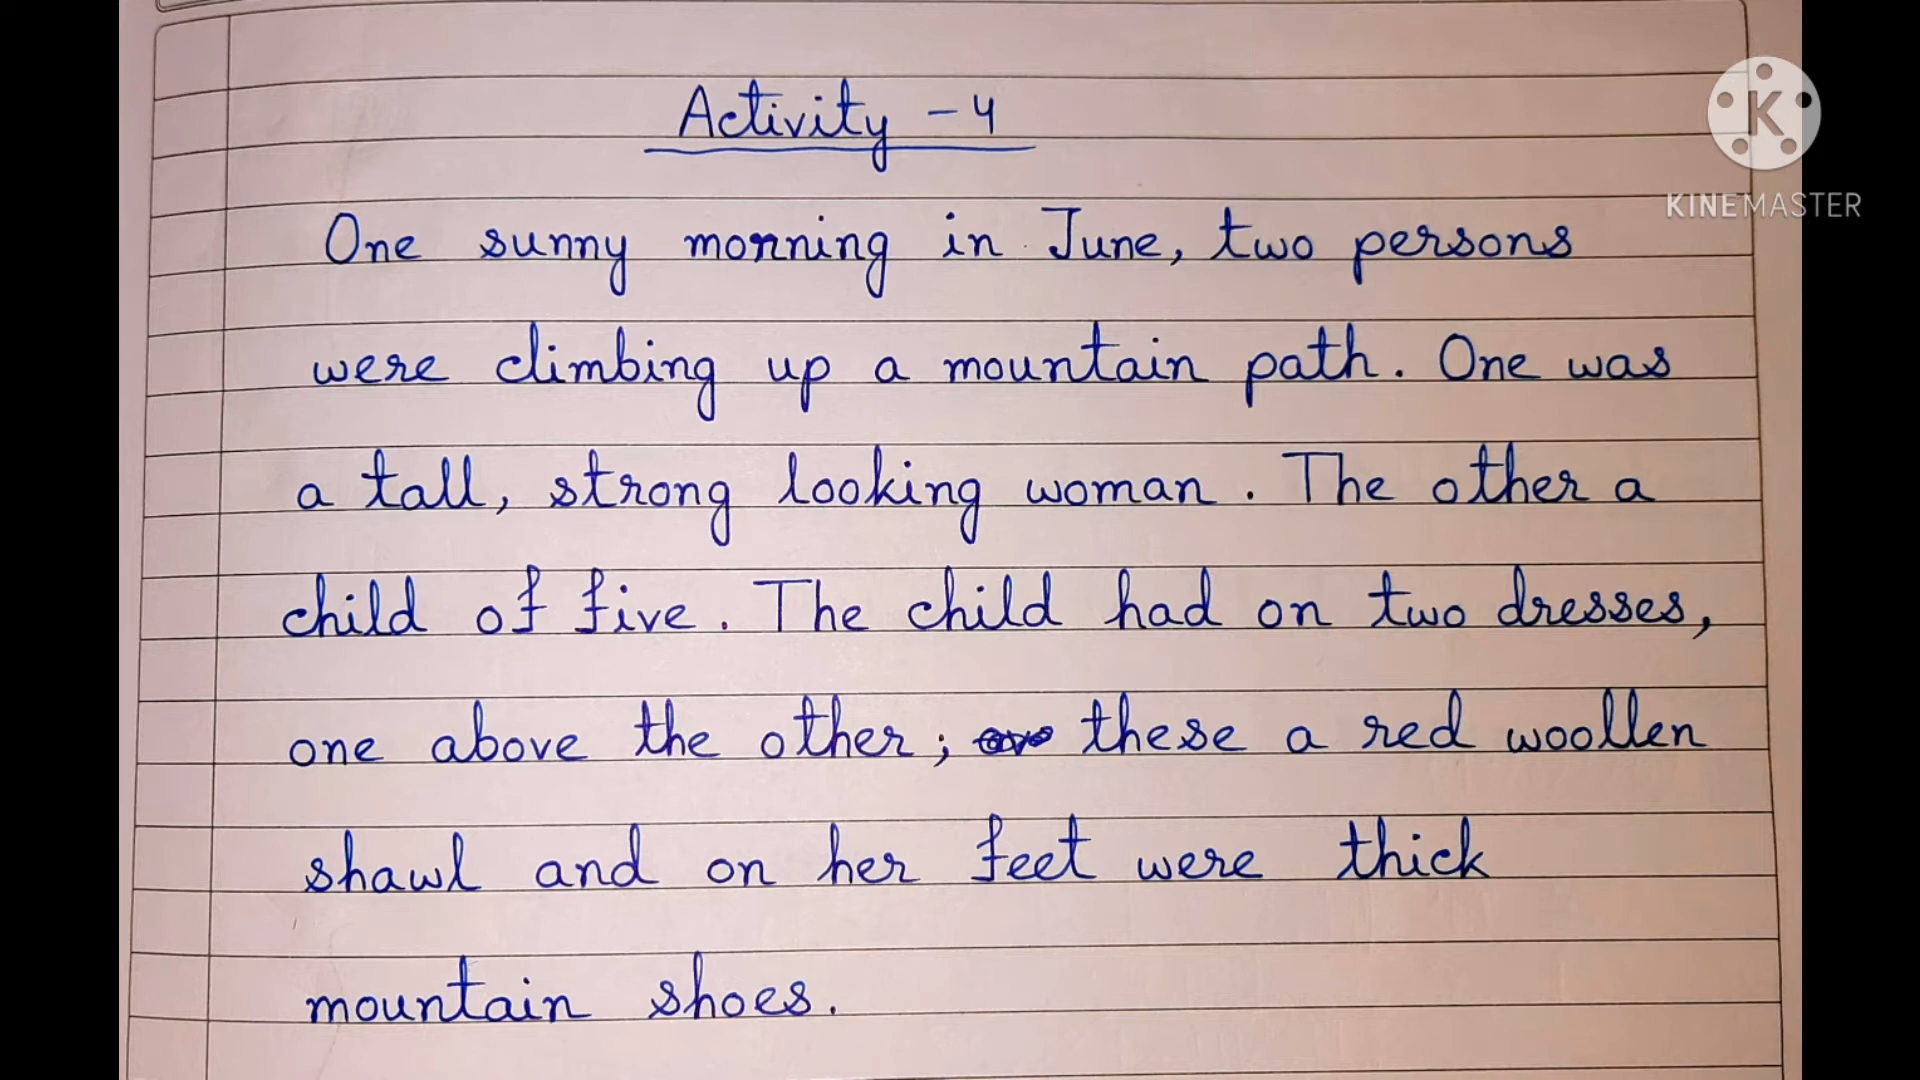 Activity - 4
One sunny morning in June, two persons
were climbing up a mountain path. One was
a tall, strong looking woman. The other a
child of five. The child had on two dresses,
one above the other; these a red woollen
shawl and on her feet were thick
mountain shoes.
K
KINEMASTER